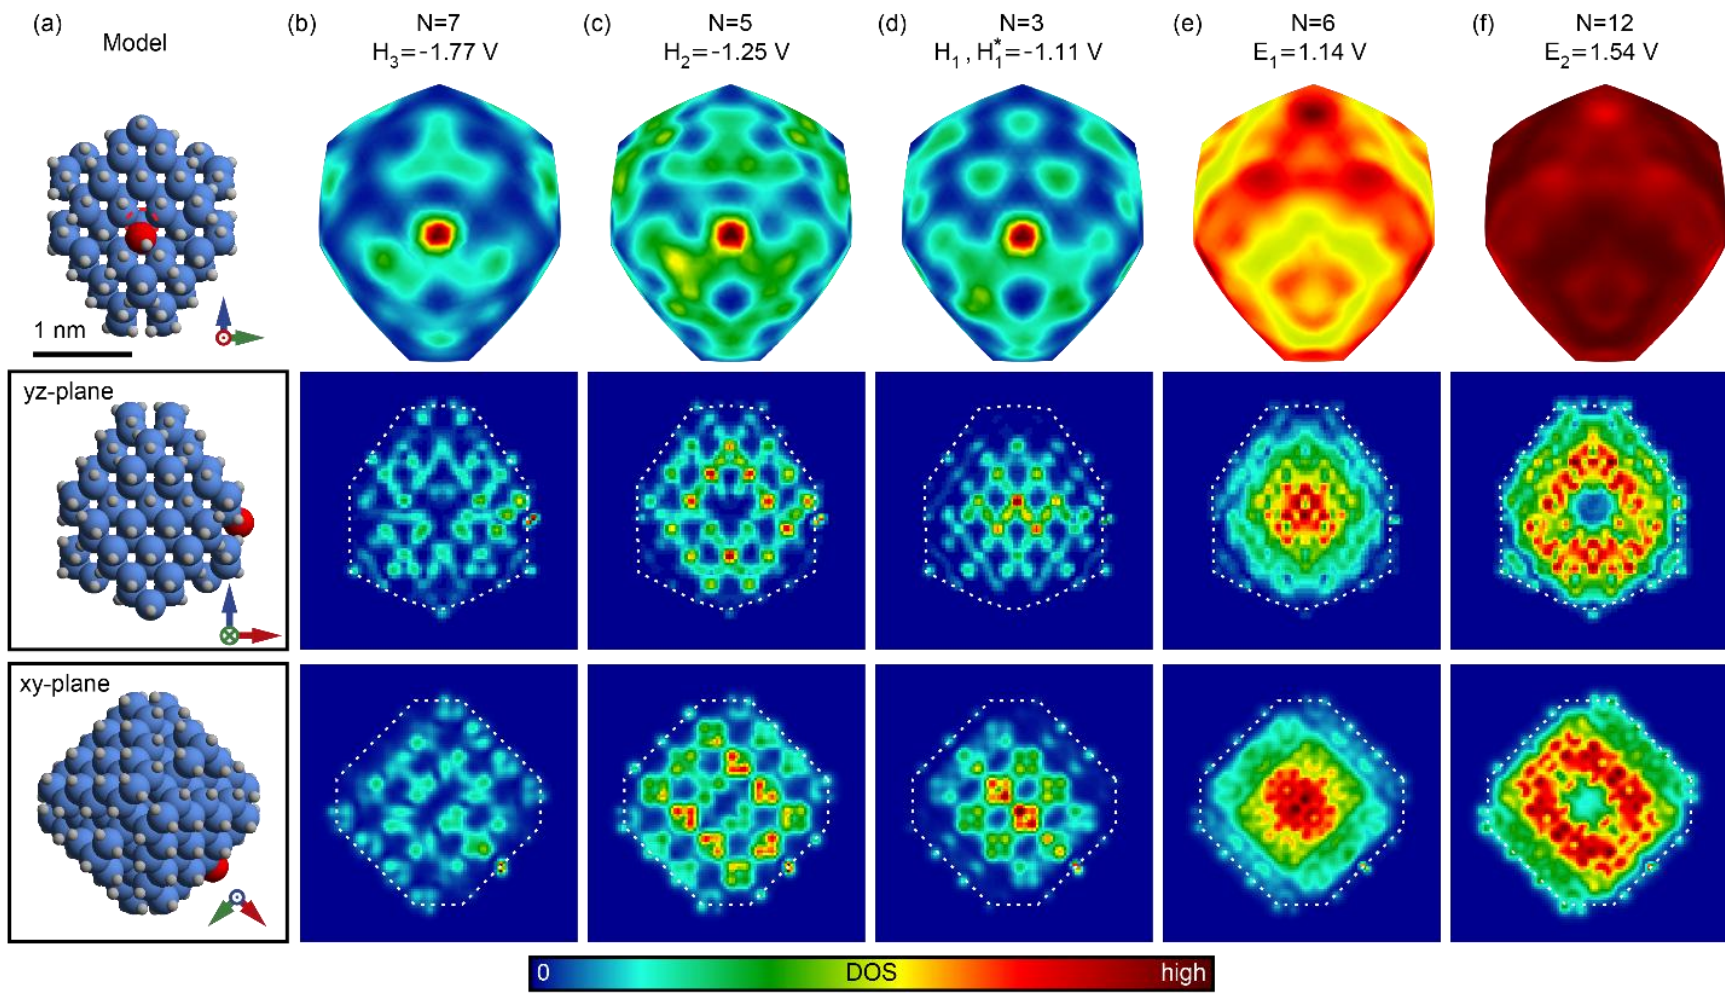 (a)
Model
(b)
N=7
H3=-1.77 V
(c)
N=5
H2=-1.25 V
(d)
N=3
H1 , H1*=-1.11 V
(e)
N=6
E1=1.14 V
(f)
N=12
E2=1.54 V
1 nm
yz-plane
xy-plane
0
DOS
high